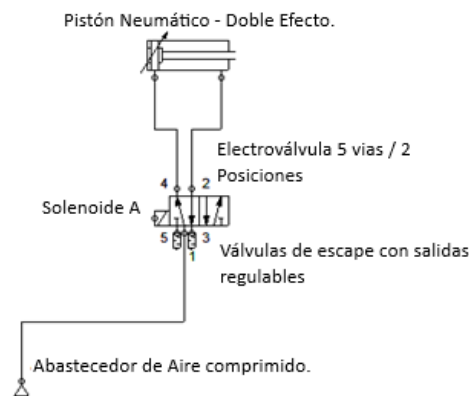 Pistón Neumático - Doble Efecto.
Electroválvula 5 vias / 2
Posiciones
4 2
Solenoide A
5 3
1
Válvulas de escape con salidas
regulables
Abastecedor de Aire comprimido.